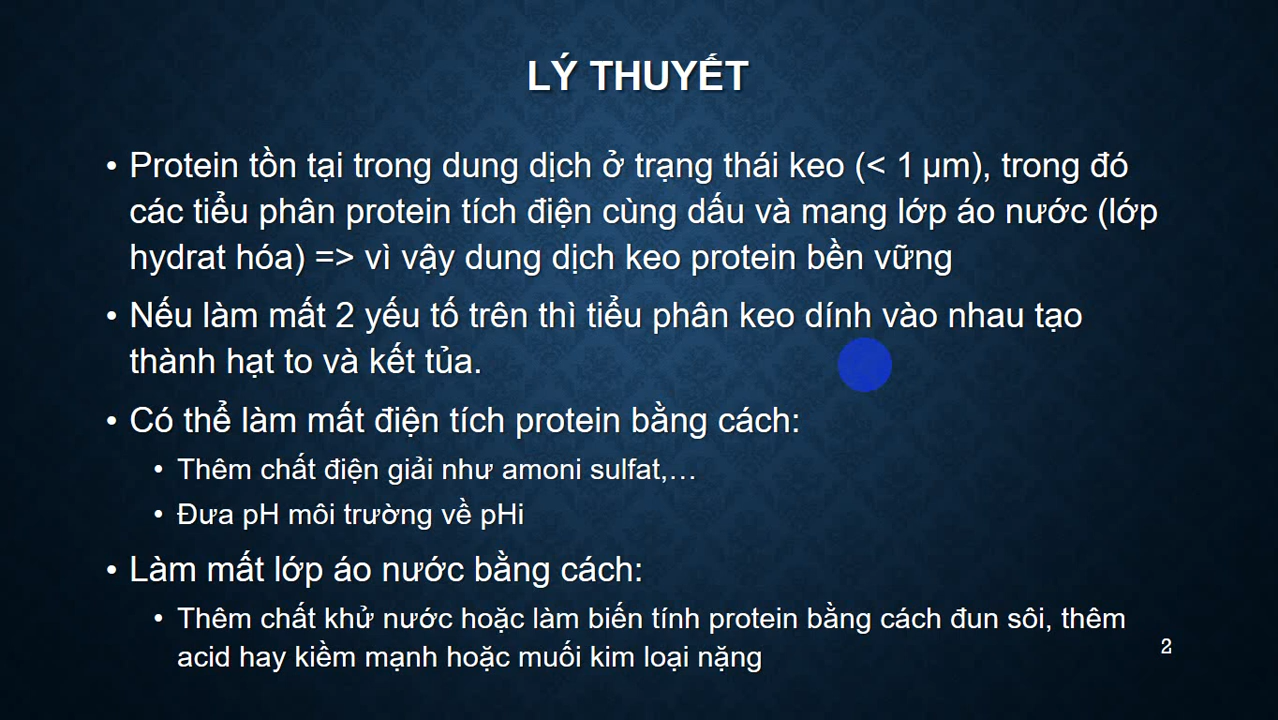 LÝ THUYẾT
• Protein tồn tại trong dung dịch ở trạng thái keo (< 1 µm), trong đó
các tiểu phân protein tích điện cùng dấu và mang lớp áo nước (lớp
hydrat hóa) => vì vậy dung dịch keo protein bền vững
• Nếu làm mất 2 yếu tố trên thì tiểu phân keo dính vào nhau tạo
thành hạt to và kết tủa.
• Có thể làm mất điện tích protein bằng cách:
• Thêm chất điện giải như amoni sulfat,…
• Đưa pH môi trường về pHi
• Làm mất lớp áo nước bằng cách:
• Thêm chất khử nước hoặc làm biến tính protein bằng cách đun sôi, thêm
acid hay kiềm mạnh hoặc muối kim loại nặng
2